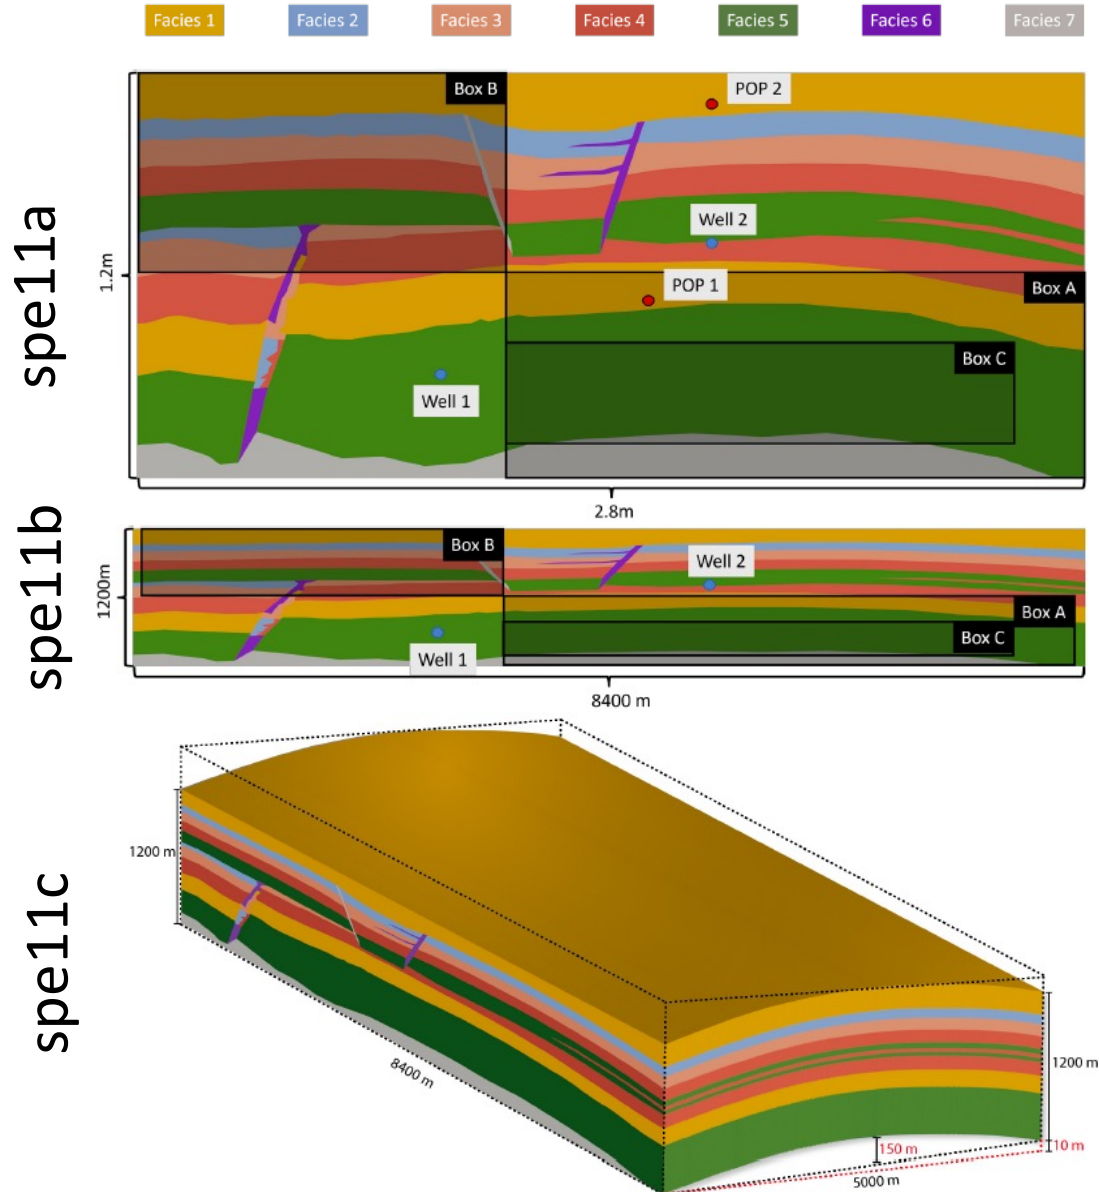 Facies 1 Facies 2 Facies 3 Facies 4 Facies 5 Facies 6 Facies 7
spe11a
1.2m
Box B
POP 2
Well 2
POP 1
Box A
Box C
Well 1
2.8m
spe11b
1200m
Box B
Well 2
Box A
Box C
Well 1
8400 m
spe11c
1200 m
8400 m
1200 m
150 m
10 m
5000 m